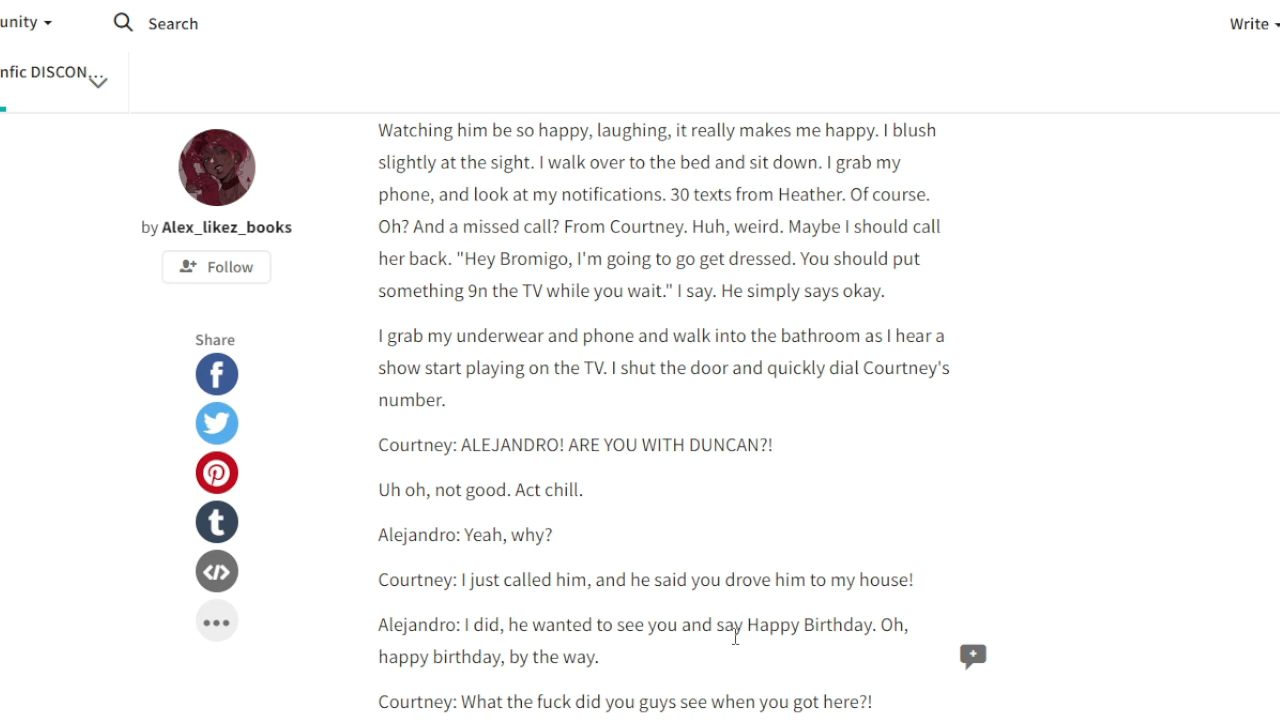 unity
Search
Write
nfic DISCON...
by Alex_likez_books
Follow
Share
Watching him be so happy, laughing, it really makes me happy. I blush
slightly at the sight. I walk over to the bed and sit down. I grab my
phone, and look at my notifications. 30 texts from Heather. Of course.
Oh? And a missed call? From Courtney. Huh, weird. Maybe I should call
her back. "Hey Bromigo, I'm going to go get dressed. You should put
something 9n the TV while you wait." I say. He simply says okay.
I grab my underwear and phone and walk into the bathroom as I hear a
show start playing on the TV. I shut the door and quickly dial Courtney's
number.
Courtney: ALEJANDRO! ARE YOU WITH DUNCAN?!
Uh oh, not good. Act chill.
Alejandro: Yeah, why?
Courtney: I just called him, and he said you drove him to my house!
Alejandro: I did, he wanted to see you and say Happy Birthday. Oh,
happy birthday, by the way.
Courtney: What the fuck did you guys see when you got here?!